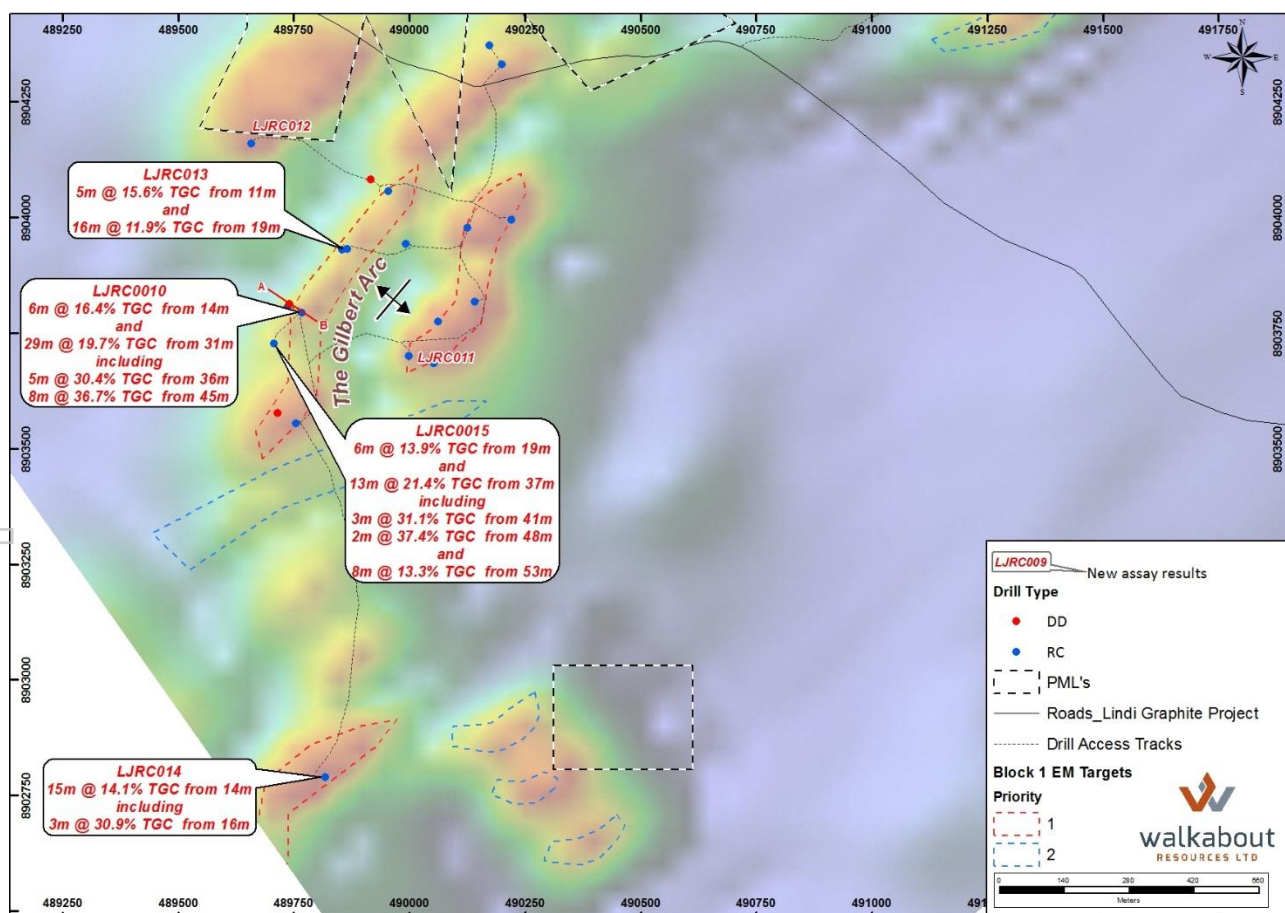 489250 489500 489750 490000 490250 490500 490750 491000 491250 491500 491750
N
W E
S
8904250 8904250
LJRC012
LJRC013
5m @ 15.6% TGC from 11m
and
16m @ 11.9% TGC from 19m
8904000 8904000
The Gilbert Arc
A
B
LJRC0010
6m @ 16.4% TGC from 14m
and
29m @ 19.7% TGC from 31m
including
5m @ 30.4% TGC from 36m
8m @ 36.7% TGC from 45m
8903750 8903750
LJRC011
LJRC0015
6m @ 13.9% TGC from 19m
and
13m @ 21.4% TGC from 37m
including
3m @ 31.1% TGC from 41m
2m @ 37.4% TGC from 48m
and
8m @ 13.3% TGC from 53m
8903500 8903500
8903250 8903250
8903000
8902750
LJRC014
15m @ 14.1% TGC from 14m
including
3m @ 30.9% TGC from 16m
LJRC009 New assay results
Drill Type
DD
RC
PML's
Roads_Lindi Graphite Project
Drill Access Tracks
Block 1 EM Targets
Priority
1
2
walkabout
RESOURCES LTD
0 140 280 420 560
Meters
489250 489500 489750 490000 490250 490500 490750 491000